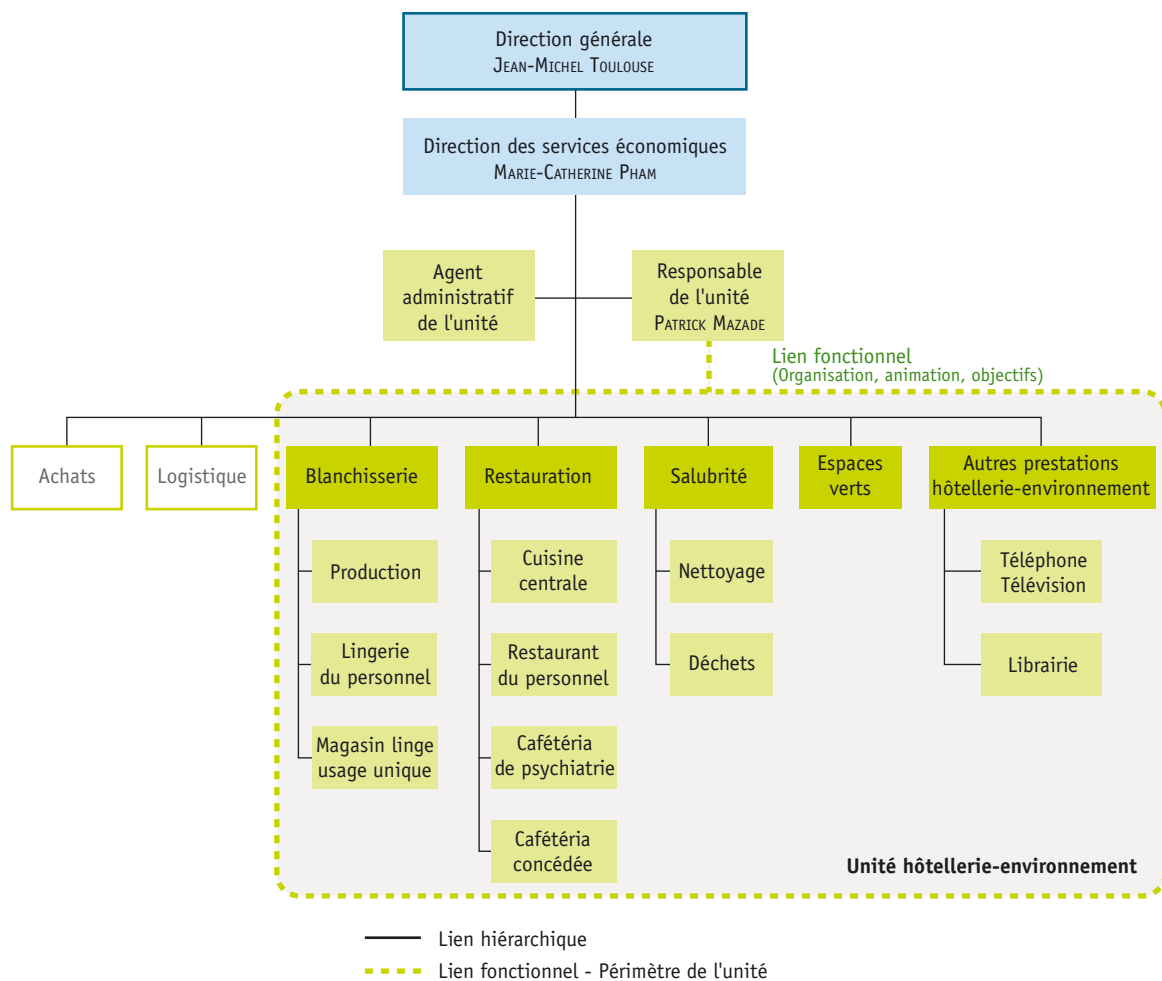 Direction générale
JEAN-MICHEL TOULOUSE
Direction des services économiques
MARIE-CATHERINE PHAM
Agent
administratif
de l'unité
Responsable
de l'unité
PATRICK MAZADE
Lien fonctionnel
(Organisation, animation, objectifs)
Achats
Logistique
Blanchisserie
Restauration
Salubrité
Espaces
verts
Autres prestations
hôtellerie-environnement
Production
Lingerie
du personnel
Magasin linge
usage unique
Cuisine
centrale
Restaurant
du personnel
Cafétéria
de psychiatrie
Cafétéria
concédée
Nettoyage
Déchets
Téléphone
Télévision
Librairie
Unité hôtellerie-environnement
Lien hiérarchique
Lien fonctionnel - Périmètre de l'unité